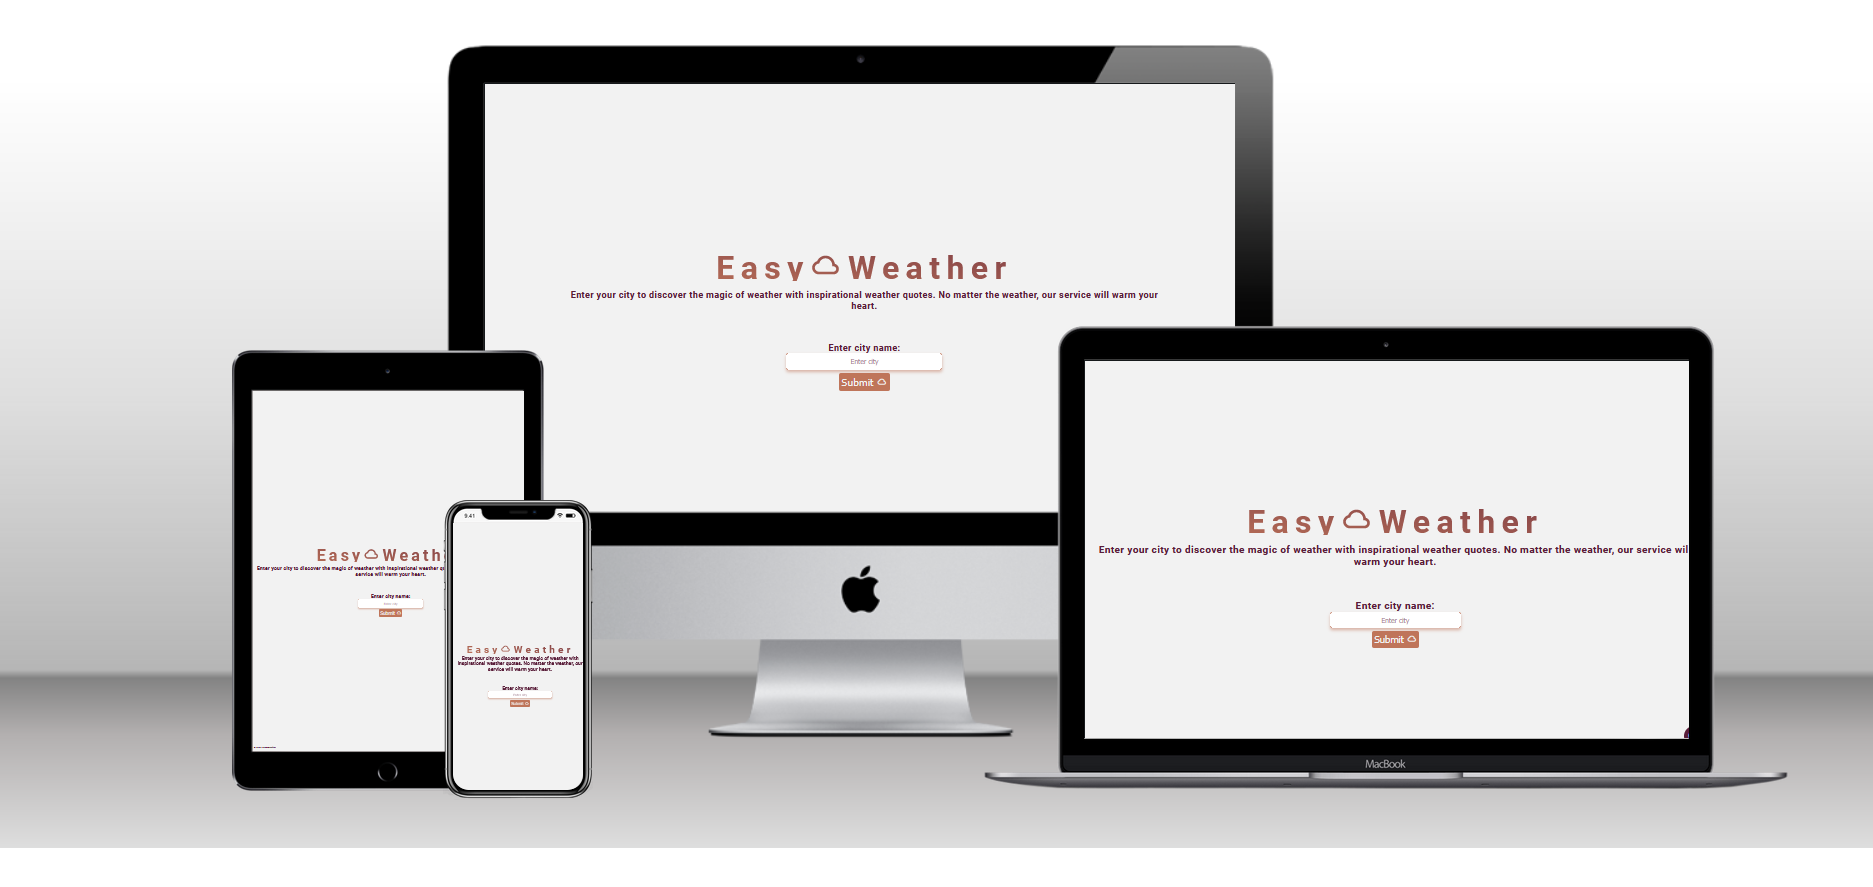 Easy Weather
Enter your city to discover the magic of weather with inspirational weather quotes. No matter the weather, our service will warm your
heart.
Enter city name:
Enter city
Submit
Easy Weath
Enter your city to discover the magic of weather with inspirational weather q
service will warm your heart.
Enter city name:
Enter city
Submit
9:41
Easy Weather
Enter your city to discover the magic of weather with
inspirational weather quotes. No matter the weather, our
service will warm your heart.
Enter city name:
Enter city
Submit
Easy Weather
Enter your city to discover the magic of weather with inspirational weather quotes. No matter the weather, our service wil
warm your heart.
Enter city name:
Enter city
Submit
MacBook